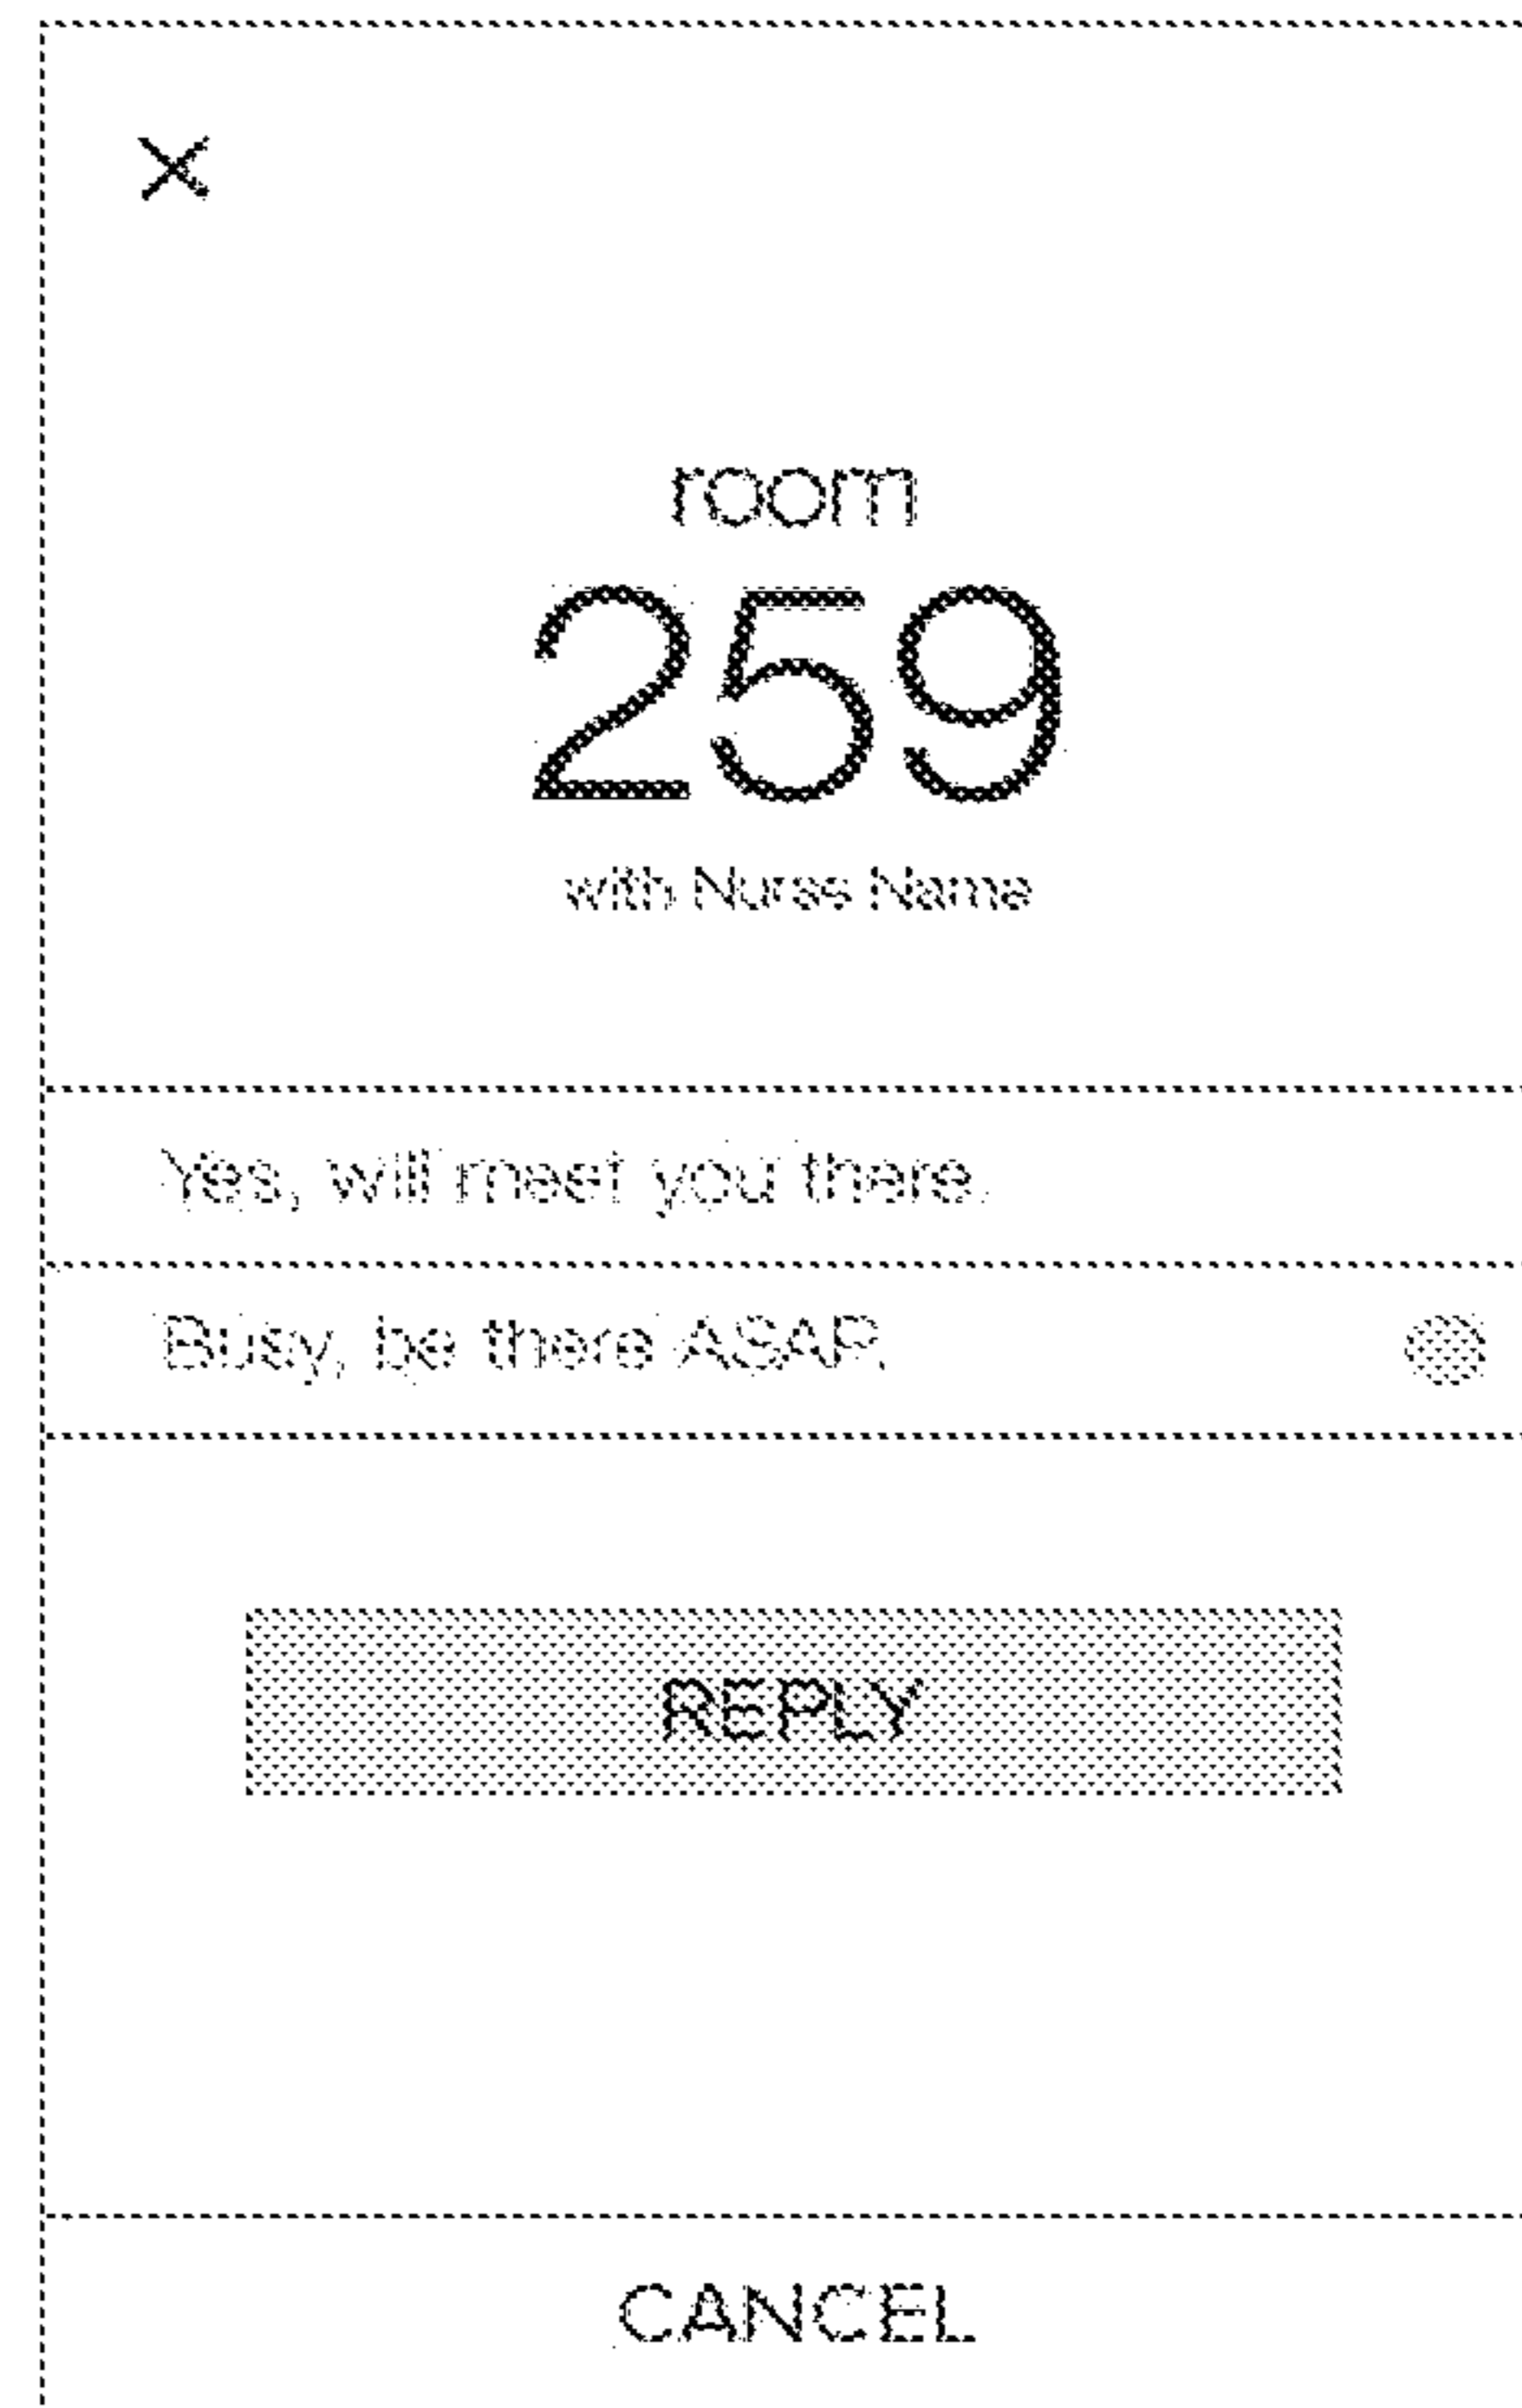 room
259
with Nurse Name
Yes, will meet you there.
Busy, be there ASAP.
REPLY
CANCEL